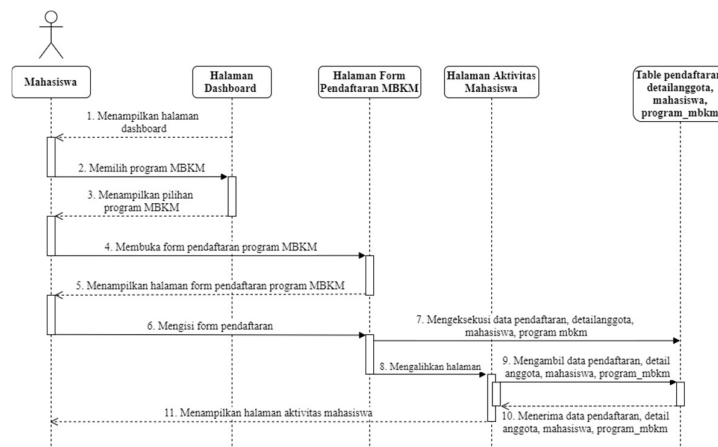 Mahasiswa
Halaman
Dashboard
Halaman Form
Pendaftaran MBKM
Halaman Aktivitas
Mahasiswa
Table pendaftaran
detailanggota,
mahasiswa,
program_mbkm
1. Menampilkan halaman
dashboard
2. Memilih program MBKM
3. Menampilkan pilihan
program MBKM
4. Membuka form pendaftaran program MBKM
5. Menampilkan halaman form pendaftaran program MBKM
6. Mengisi form pendaftaran
7. Mengeksekusi data pendaftaran, detailanggota,
mahasiswa, program mbkm
8. Mengalihkan halaman
9. Mengambil data pendaftaran, detail
anggota, mahasiswa, program_mbkm
10. Menerima data pendaftaran, detail
anggota, mahasiswa, program_mbkm
11. Menampilkan halaman aktivitas mahasiswa